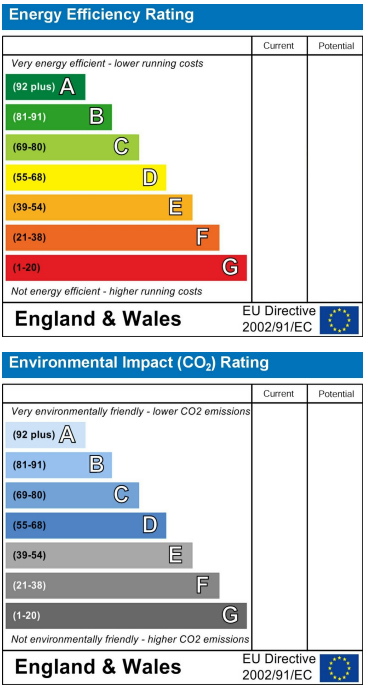 Energy Efficiency Rating
Current Potential
Very energy efficient - lower running costs
(92 plus) A
(81-91) B
(69-80) C
(55-68) D
(39-54) E
(21-38) F
(1-20) G
Not energy efficient - higher running costs
England & Wales
EU Directive
2002/91/EC
Environmental Impact (CO₂) Rating
Current Potential
Very environmentally friendly - lower CO2 emissions
(92 plus) A
(81-91) B
(69-80) C
(55-68) D
(39-54) E
(21-38) F
(1-20) G
Not environmentally friendly - higher CO2 emissions
England & Wales
EU Directive
2002/91/EC